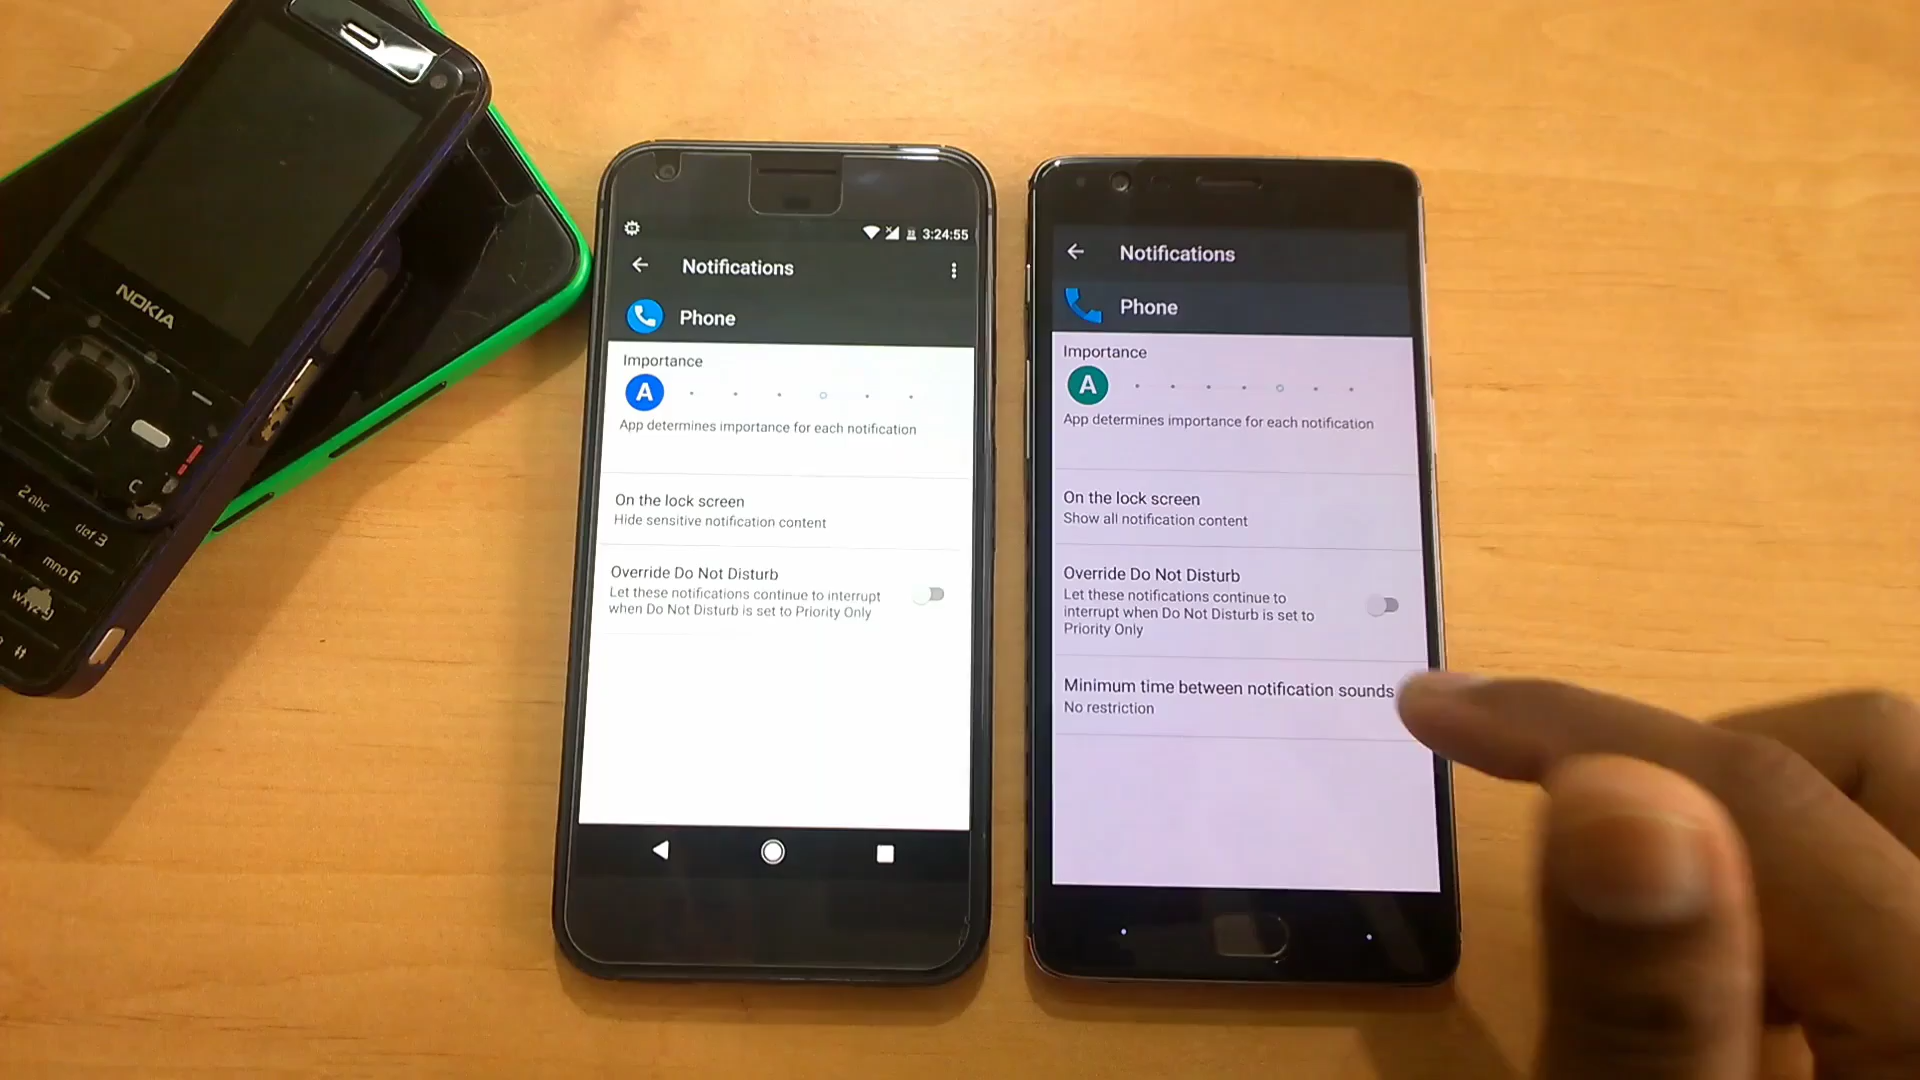 NOKIA
C
2 abc
def 3
jkl
mno 6
wxyz 9
#
3:24:55
Notifications
Phone
Importance
A
App determines importance for each notification
On the lock screen
Hide sensitive notification content
Override Do Not Disturb
Let these notifications continue to interrupt
when Do Not Disturb is set to Priority Only
Notifications
Phone
Importance
A
App determines importance for each notification
On the lock screen
Show all notification content
Override Do Not Disturb
Let these notifications continue to
interrupt when Do Not Disturb is set to
Priority Only
Minimum time between notification sounds
No restriction